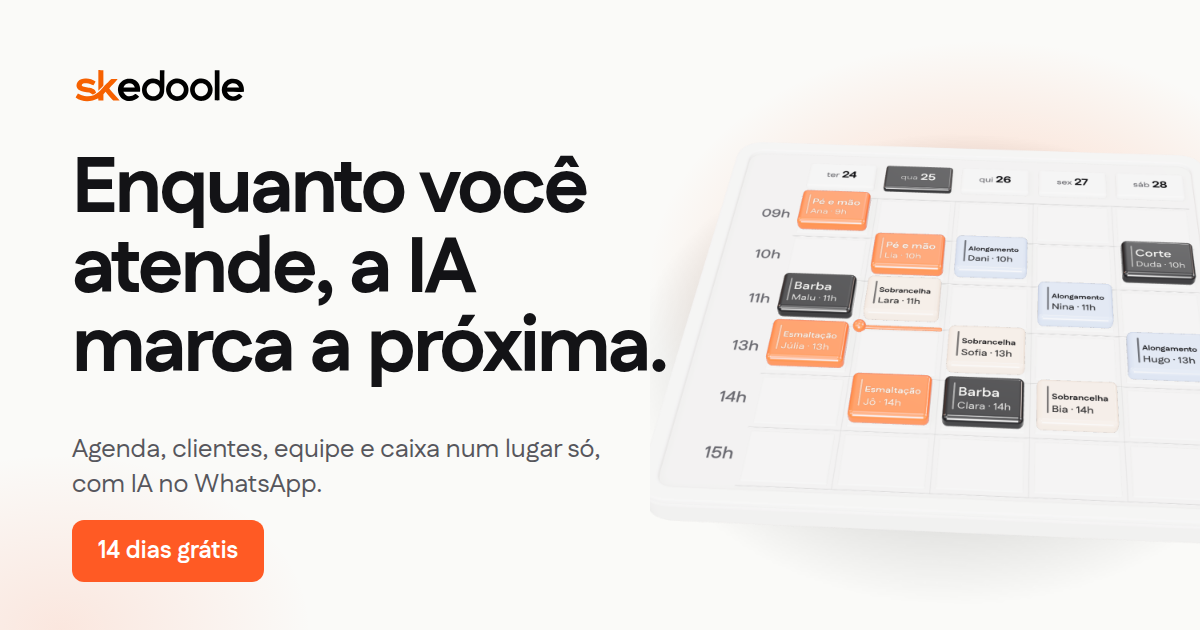 skedoole
Enquanto você
atende, a IA
marca a próxima.
Agenda, clientes, equipe e caixa num lugar só,
com IA no WhatsApp.
14 dias grátis
ter 24
qua 25
qui 26
sex 27
sáb 28
09h
Pé e mão
Ana · 9h
10h
Pé e mão
Lia · 10h
Alongamento
Dani · 10h
Corte
Duda · 10h
11h
Barba
Malu · 11h
Sobrancelha
Lara · 11h
Alongamento
Nina · 11h
13h
Esmaltação
Júlia · 13h
Sobrancelha
Sofia · 13h
Alongamento
Hugo · 13h
14h
Esmaltação
Jô · 14h
Barba
Clara · 14h
Sobrancelha
Bia · 14h
15h